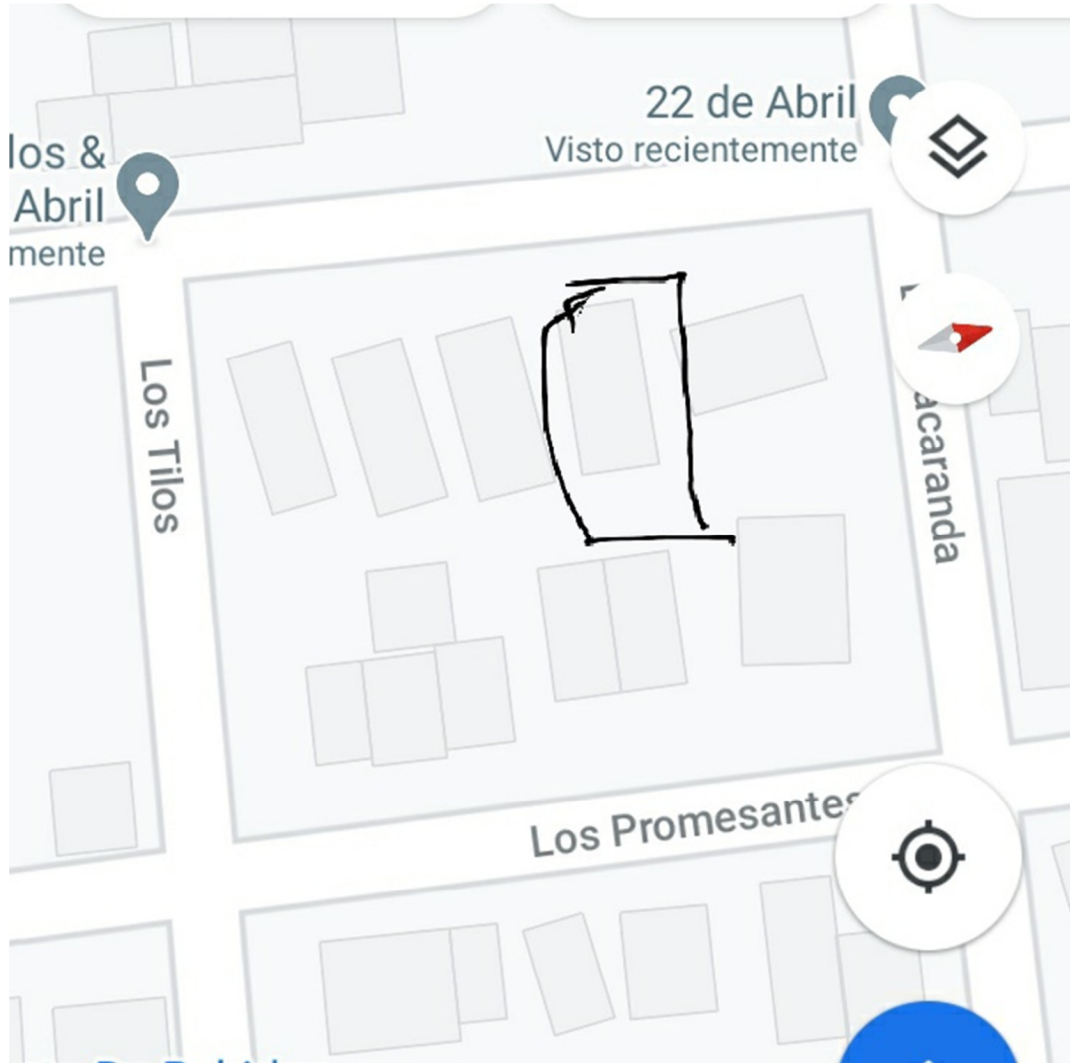 22 de Abril
Visto recientemente
los &
Abril
mente
Los Tilos
acaranda
Los Promesantes